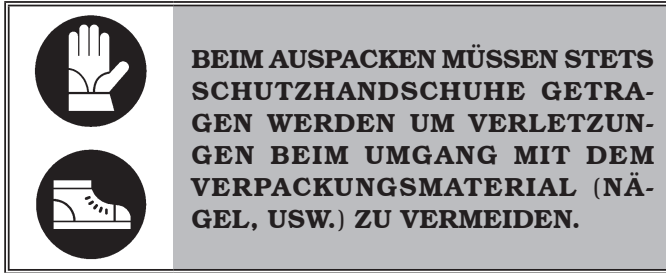 BEIM AUSPACKEN MÜSSEN STETS
SCHUTZHANDSCHUHE GETRA-
GEN WERDEN UM VERLETZUN-
GEN BEIM UMGANG MIT DEM
VERPACKUNGSMATERIAL (NÄ-
GEL, USW.) ZU VERMEIDEN.